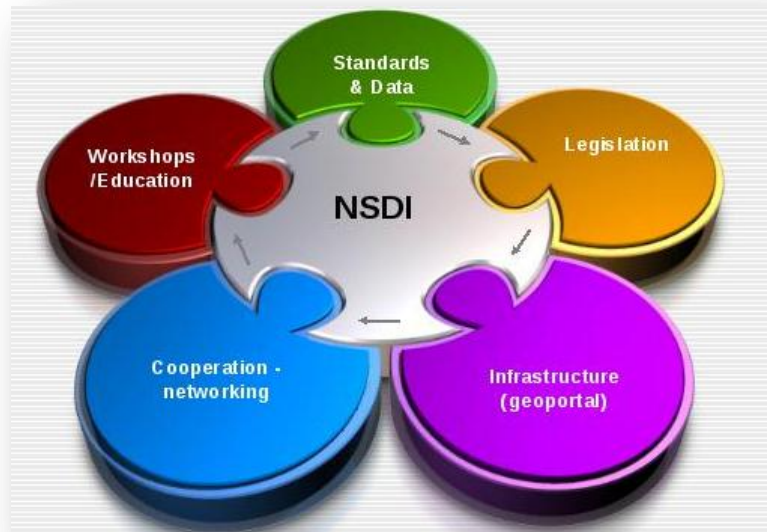 Standards
& Data
Legislation
Workshops
/Education
NSDI
Cooperation -
networking
Infrastructure
(geoportal)